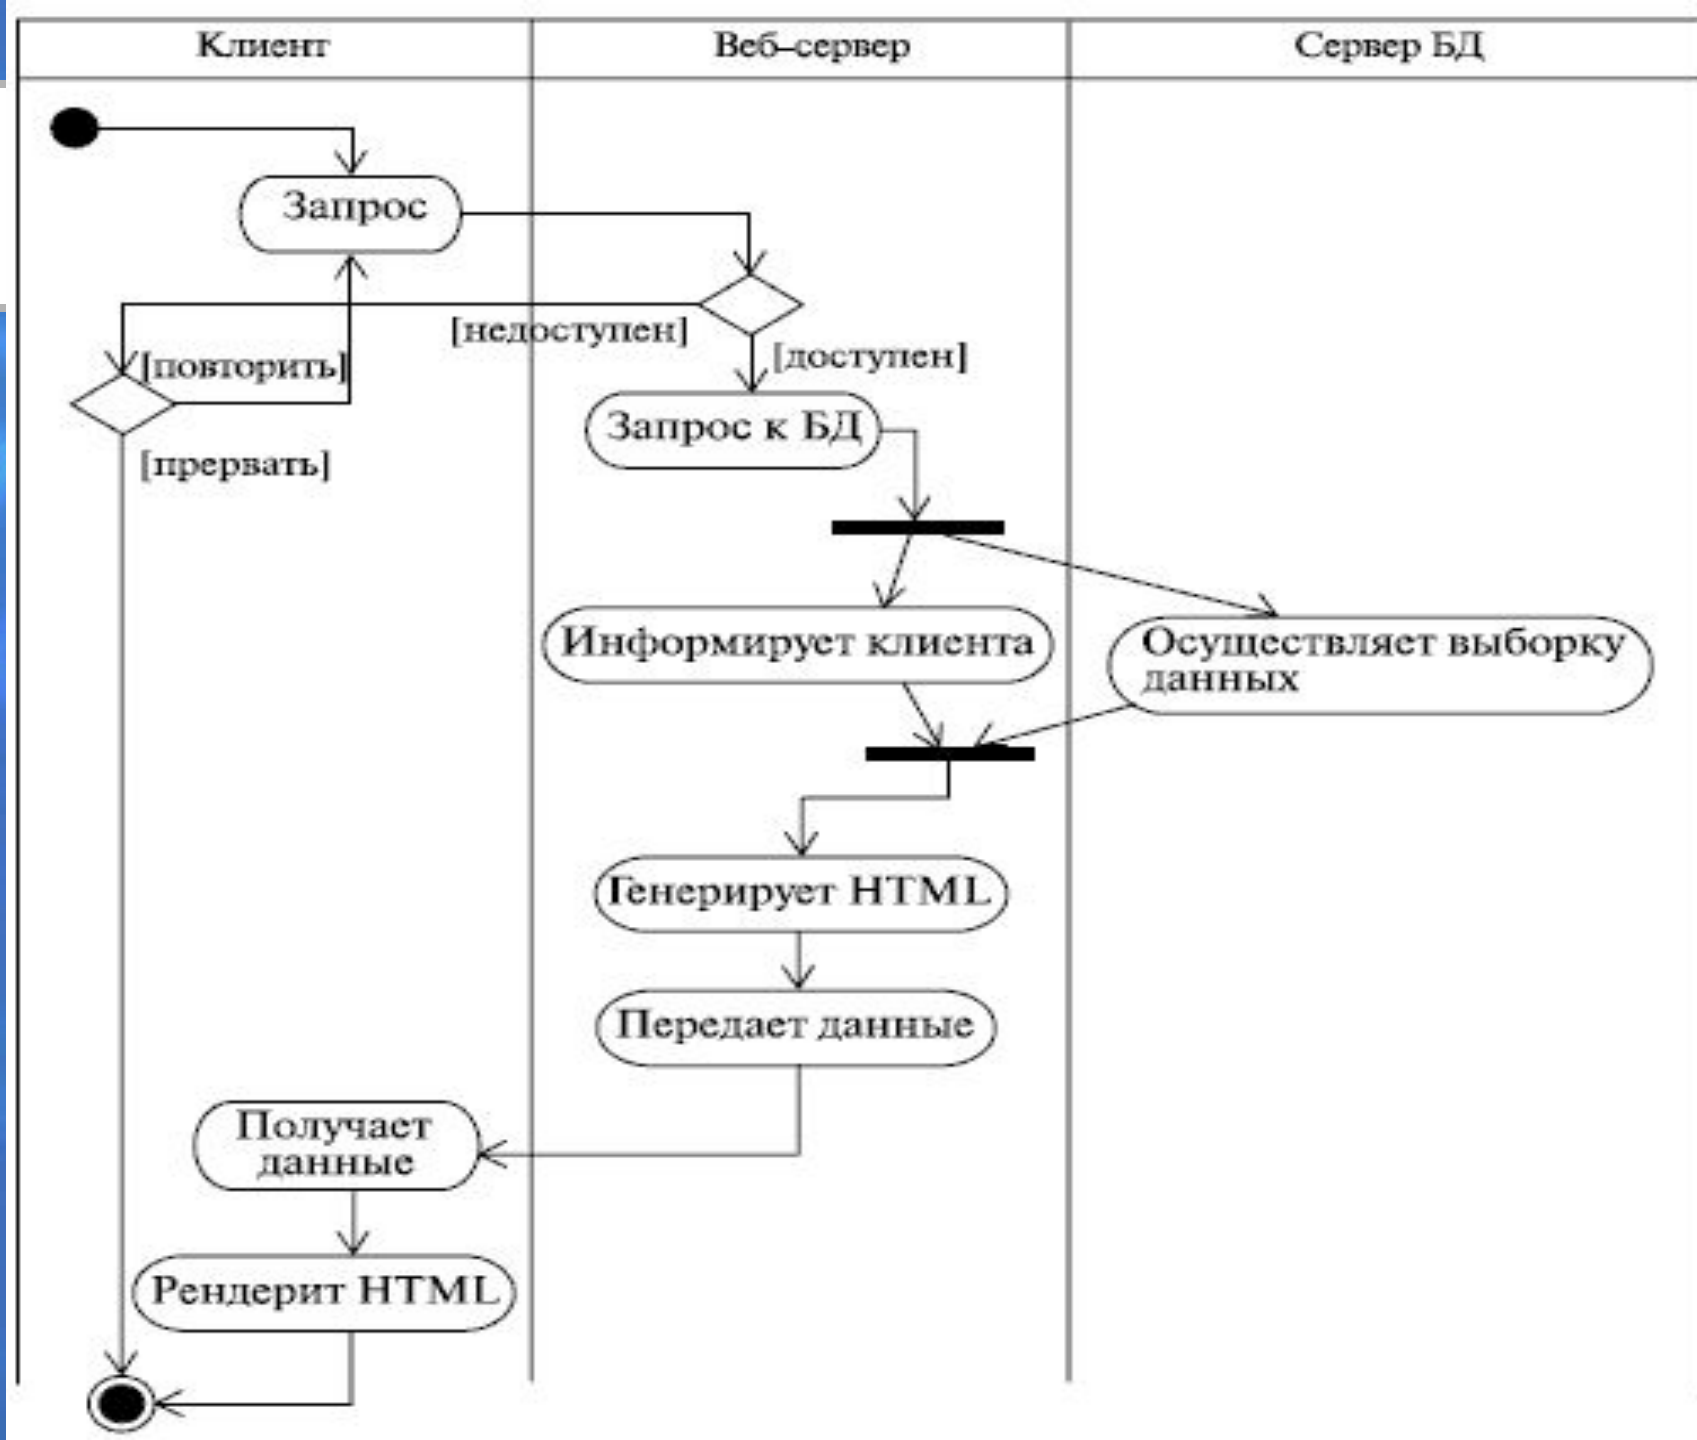 Клиент
Веб-сервер
Сервер БД
Запрос
[недоступен]
[повторить]
[доступен]
Запрос к БД
[прервать]
Информирует клиента
Осуществляет выборку
данных
Генерирует HTML
Передает данные
Получает
данные
Рендерит HTML